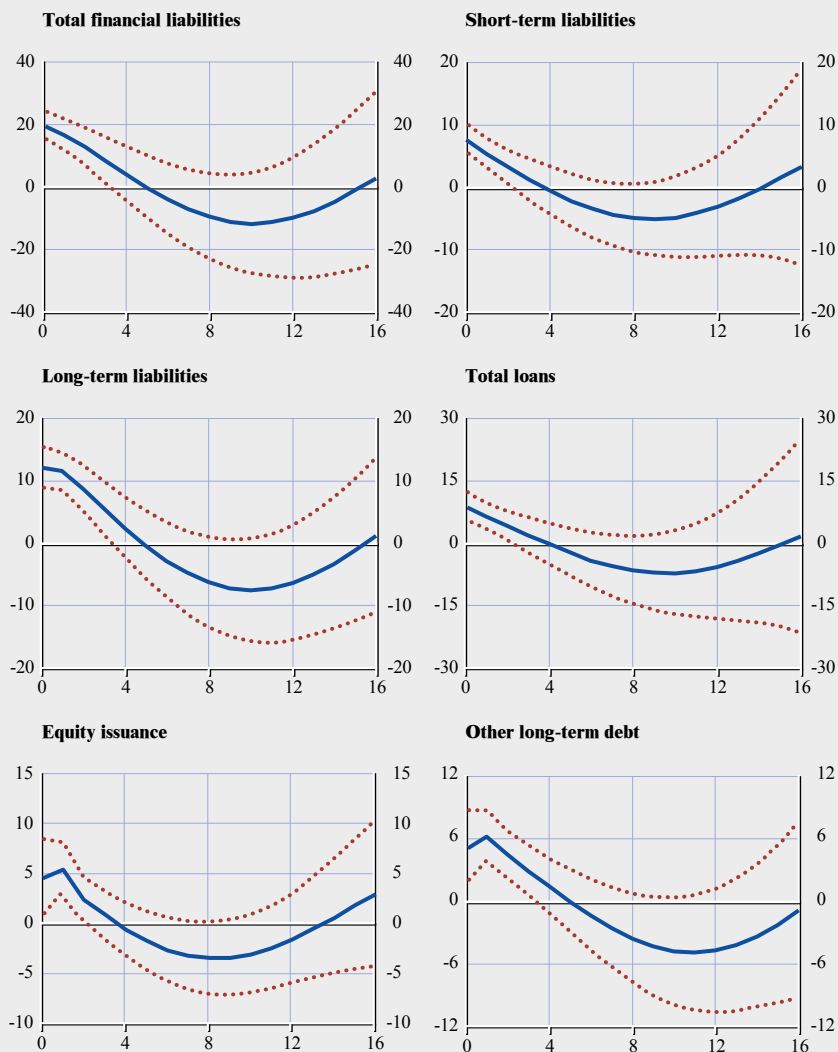 Total financial liabilities
40 40
20 20
0 0
-20 -20
-40 -40
0 4 8 12 16
Short-term liabilities
20 20
10 10
0 0
-10 -10
-20 -20
0 4 8 12 16
Long-term liabilities
20 20
10 10
0 0
-10 -10
-20 -20
0 4 8 12 16
Total loans
30 30
15 15
0 0
-15 -15
-30 -30
0 4 8 12 16
Equity issuance
15 15
10 10
5 5
0 0
-5 -5
-10 -10
0 4 8 12 16
Other long-term debt
12 12
6 6
0 0
-6 -6
-12 -12
0 4 8 12 16